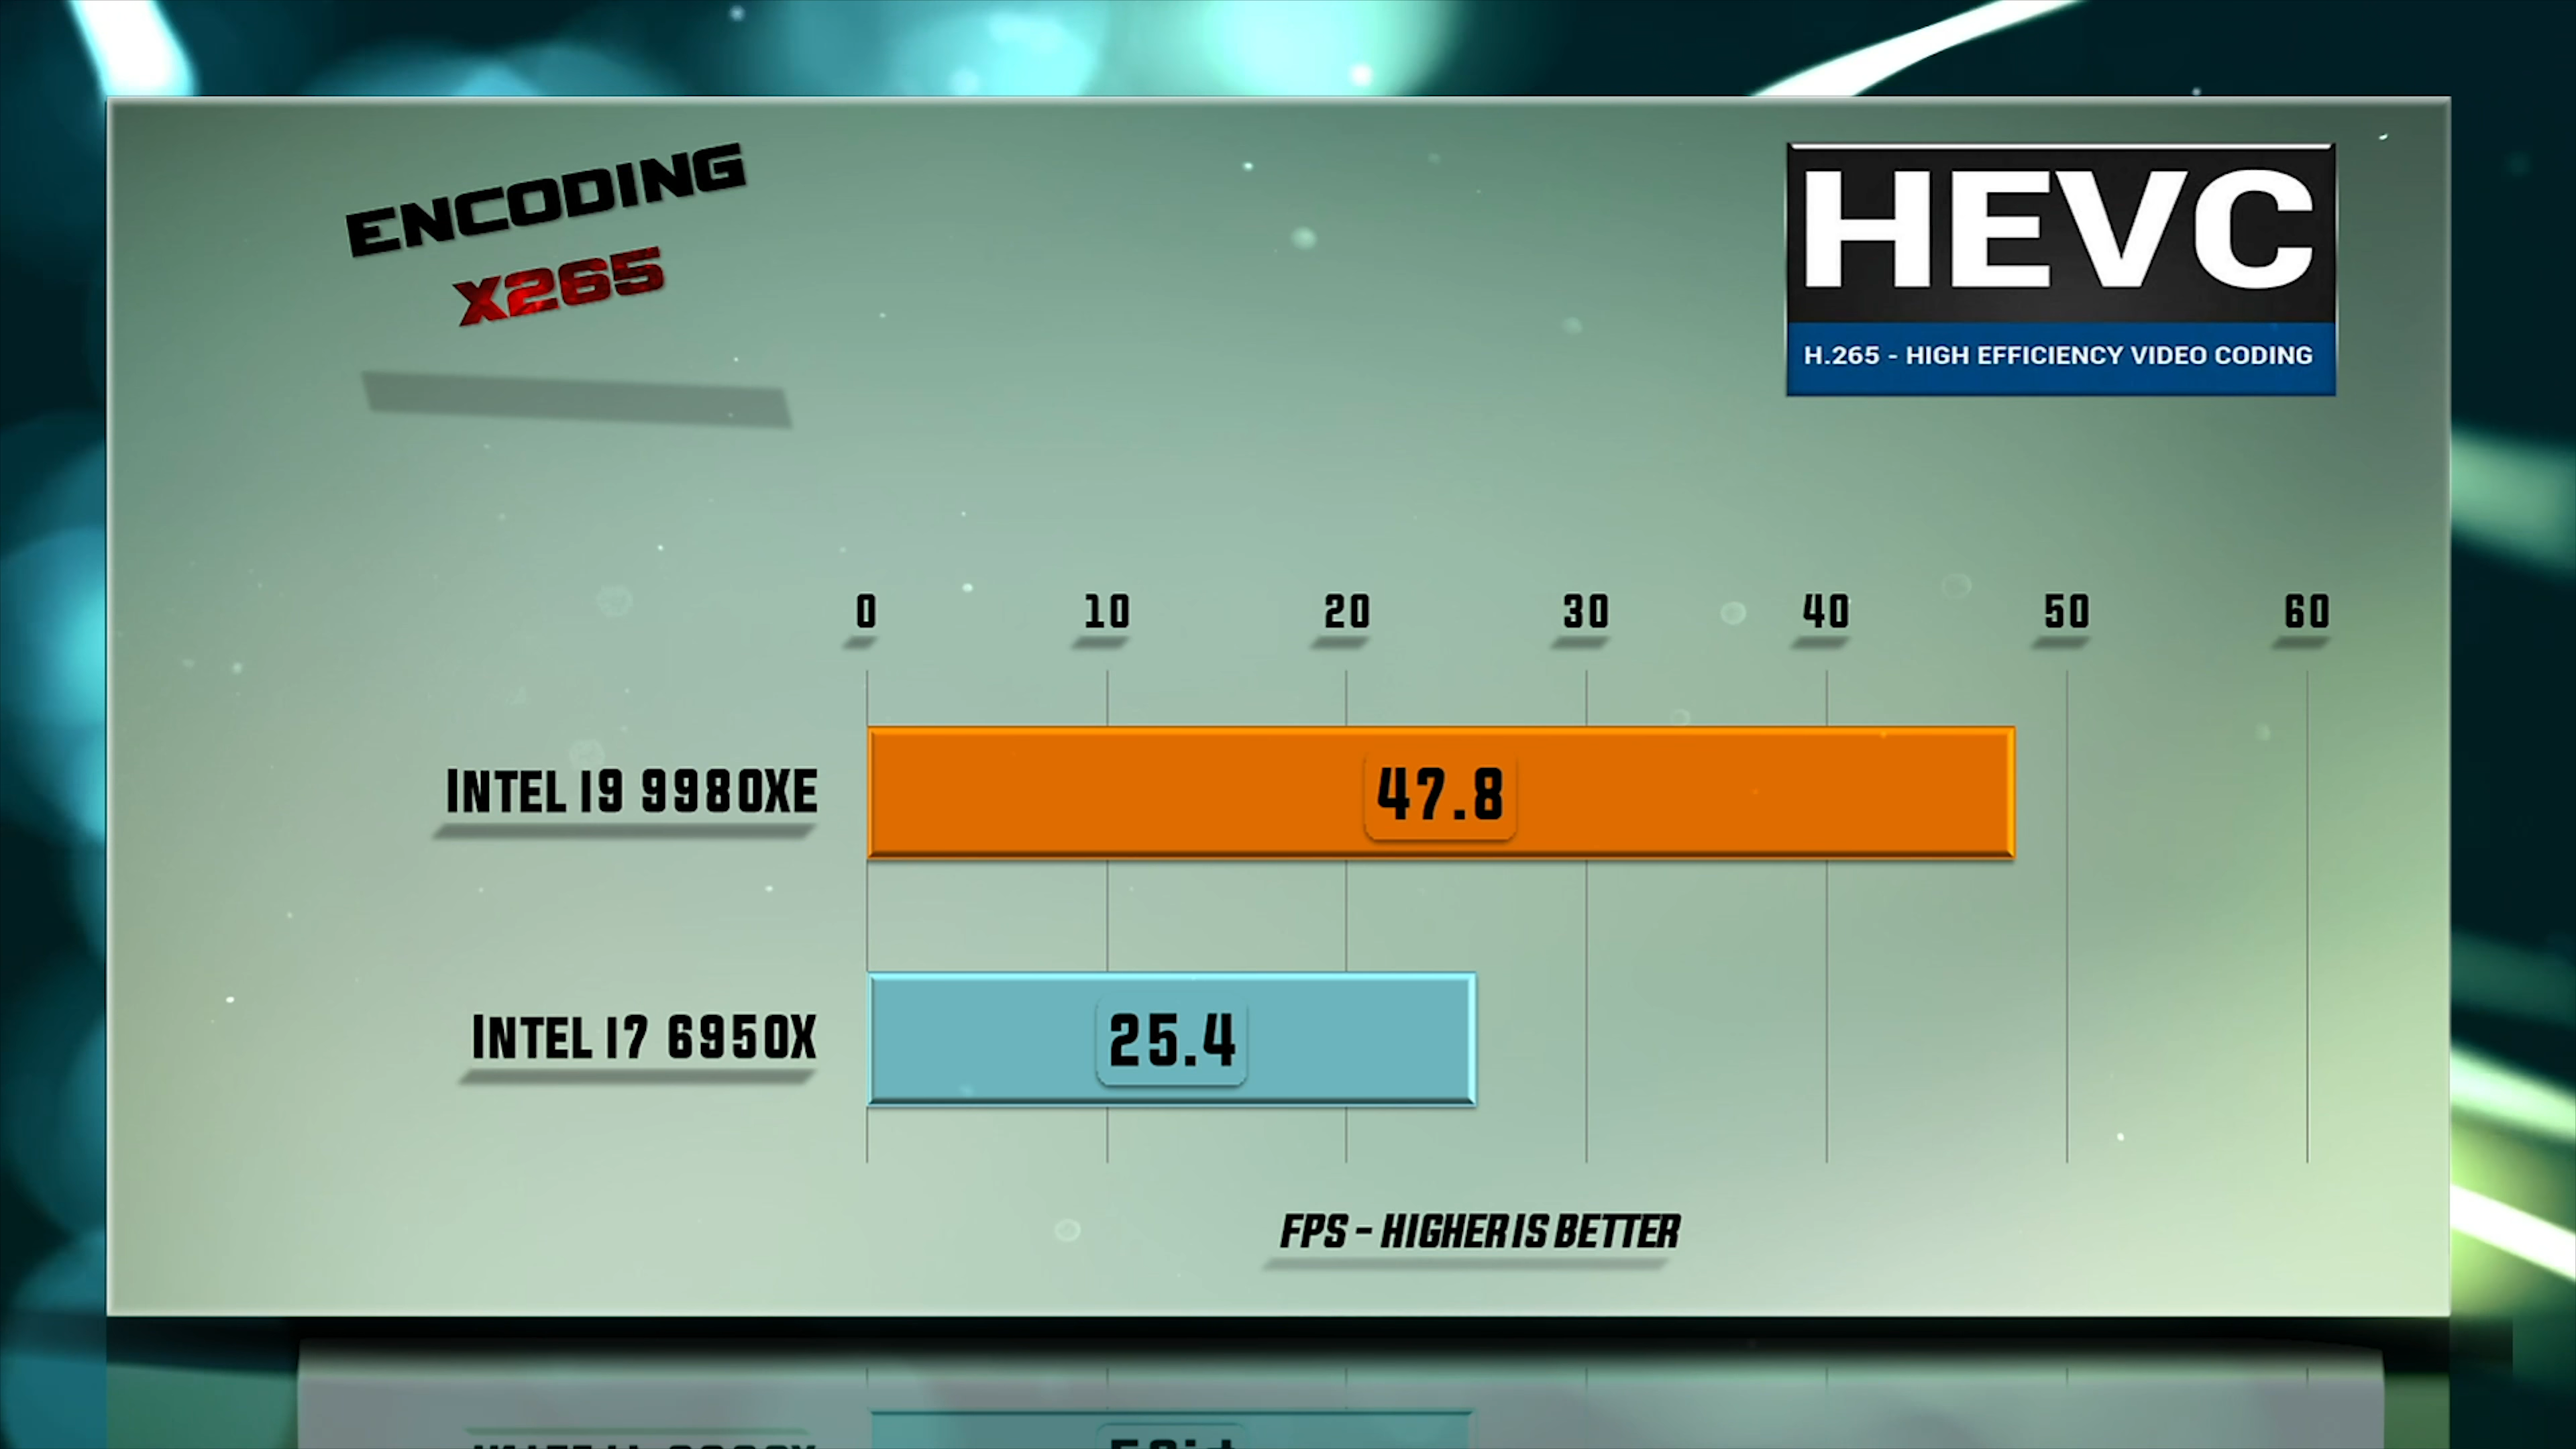 ENCODING
X265
HEVC
H.265 - HIGH EFFICIENCY VIDEO CODING
0 10 20 30 40 50 60
INTEL I9 9980XE 47.8
INTEL I7 6950X 25.4
FPS - HIGHER IS BETTER